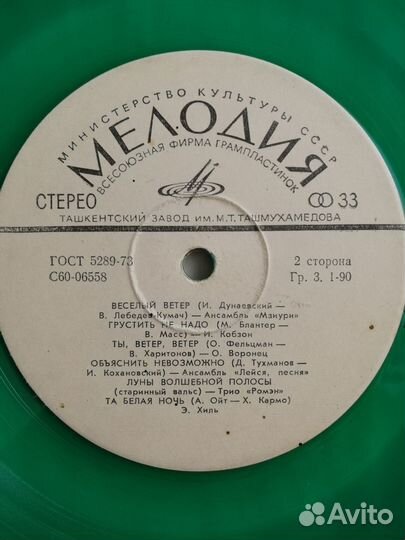 МИНИСТЕРСТВО КУЛЬТУРЫ СССР
МЕЛОДИЯ
ВСЕСОЮЗНАЯ ФИРМА ГРАМПЛАСТИНОК
СТЕРЕО 33
ТАШКЕНТСКИЙ ЗАВОД ИМ. М.Т. ТАШМУХАМЕДОВА
ГОСТ 5289-73 2 сторона
С60-06558 Гр. 3. 1-90
ВЕСЕЛЫЙ ВЕТЕР (И. Дунаевский -
В. Лебедев-Кумач) — Ансамбль «Мзиури»
ГРУСТИТЬ НЕ НАДО (М. Блантер —
В. Масс) — И. Кобзон
ТЫ, ВЕТЕР, ВЕТЕР (О. Фельцман —
В. Харитонов) — О. Воронец
ОБЪЯСНИТЬ НЕВОЗМОЖНО (Д. Тухманов —
И. Кохановский) — Ансамбль «Лейся, песня»
ЛУНЫ ВОЛШЕБНОЙ ПОЛОСЫ
(старинный вальс) — Трио «Ромэн»
ТА БЕЛАЯ НОЧЬ (А. Ойт — Х. Кармо)
Э. Хиль
Avito